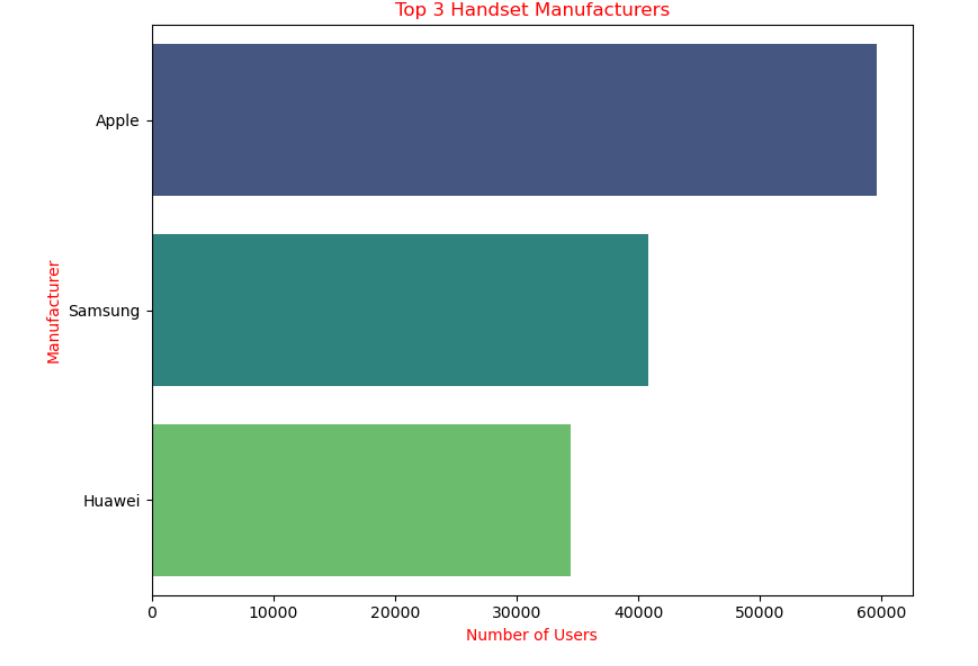 Top 3 Handset Manufacturers
Apple
Samsung
Huawei
Manufacturer
0 10000 20000 30000 40000 50000 60000
Number of Users